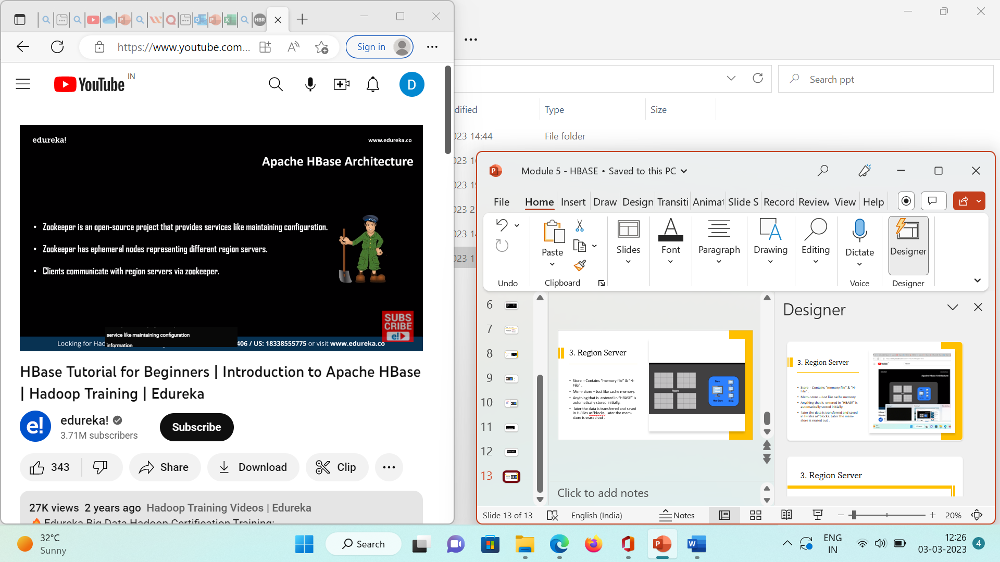 HBR
https://www.youtube.com...
Sign in
YouTube IN
D
edureka!
www.edureka.co
Apache HBase Architecture
• Zookeeper is an open-source project that provides services like maintaining configuration.
• Zookeeper has ephemeral nodes representing different region servers.
• Clients communicate with region servers via zookeeper.
ZOO
SUBS
CRIBE
e!
service like maintaining configuration
information
Looking for Had
406 / US: 18338555775 or visit www.edureka.co
HBase Tutorial for Beginners | Introduction to Apache HBase
| Hadoop Training | Edureka
e!
edureka!
3.71M subscribers
Subscribe
343
Share
Download
Clip
27K views 2 years ago Hadoop Training Videos | Edureka
Edureka Big Data Hadoop Certification Training:
Search ppt
dified
Type
Size
023 14:44
File folder
Module 5 - HBASE • Saved to this PC
File
Home
Insert
Draw
Design
Transiti
Animat
Slide S
Record
Review
View
Help
Undo
Paste
Clipboard
Slides
Font
Paragraph
Drawing
Editing
Dictate
Voice
Designer
Designer
6
7
8
9
10
11
12
13
3. Region Server
• Store - Contains "memory file" & "H-
File" .
• Mem- store – Just like cache memory.
• Anything that is entered in "HBASE" is
automatically stored initially.
• later the data is transferred and saved
in H-Files as"blocks. Later the mem-
store is erased out .
Regions
Click to add notes
Designer
3. Region Server
• Store - Contains "memory file" & "H-
File" .
• Mem- store – Just like cache memory.
• Anything that is entered in "HBASE" is
automatically stored initially.
• later the data is transferred and saved
in H-Files as"blocks. Later the mem-
store is erased out .
3. Region Server
Slide 13 of 13
English (India)
Notes
20%
32°C
Sunny
Search
ENG
IN
12:26
03-03-2023
4